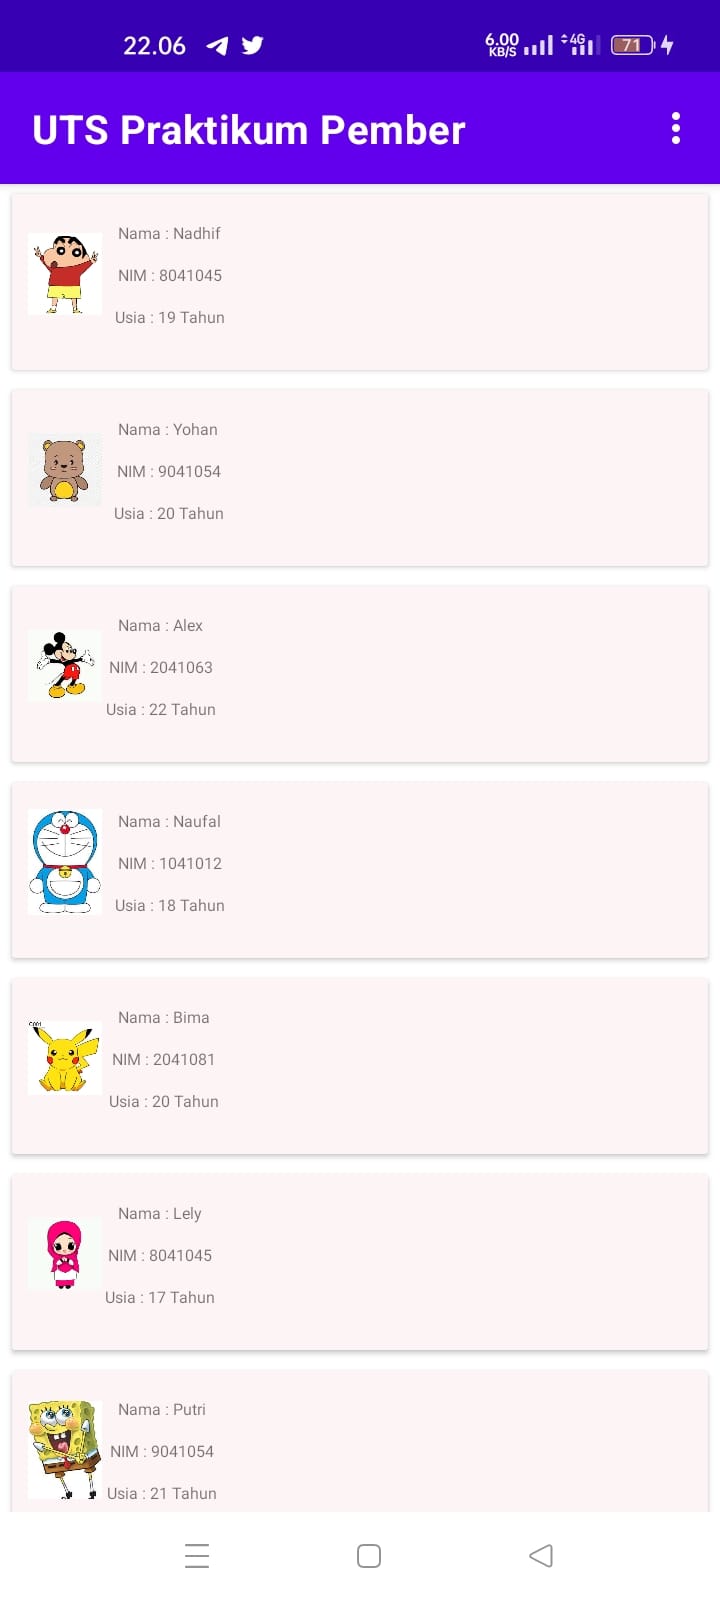 22.06
6.00 KB/S
4G
71
UTS Praktikum Pember
Nama : Nadhif
NIM : 8041045
Usia : 19 Tahun
Nama : Yohan
NIM : 9041054
Usia : 20 Tahun
Nama : Alex
NIM : 2041063
Usia : 22 Tahun
Nama : Naufal
NIM : 1041012
Usia : 18 Tahun
Nama : Bima
NIM : 2041081
Usia : 20 Tahun
Nama : Lely
NIM : 8041045
Usia : 17 Tahun
Nama : Putri
NIM : 9041054
Usia : 21 Tahun